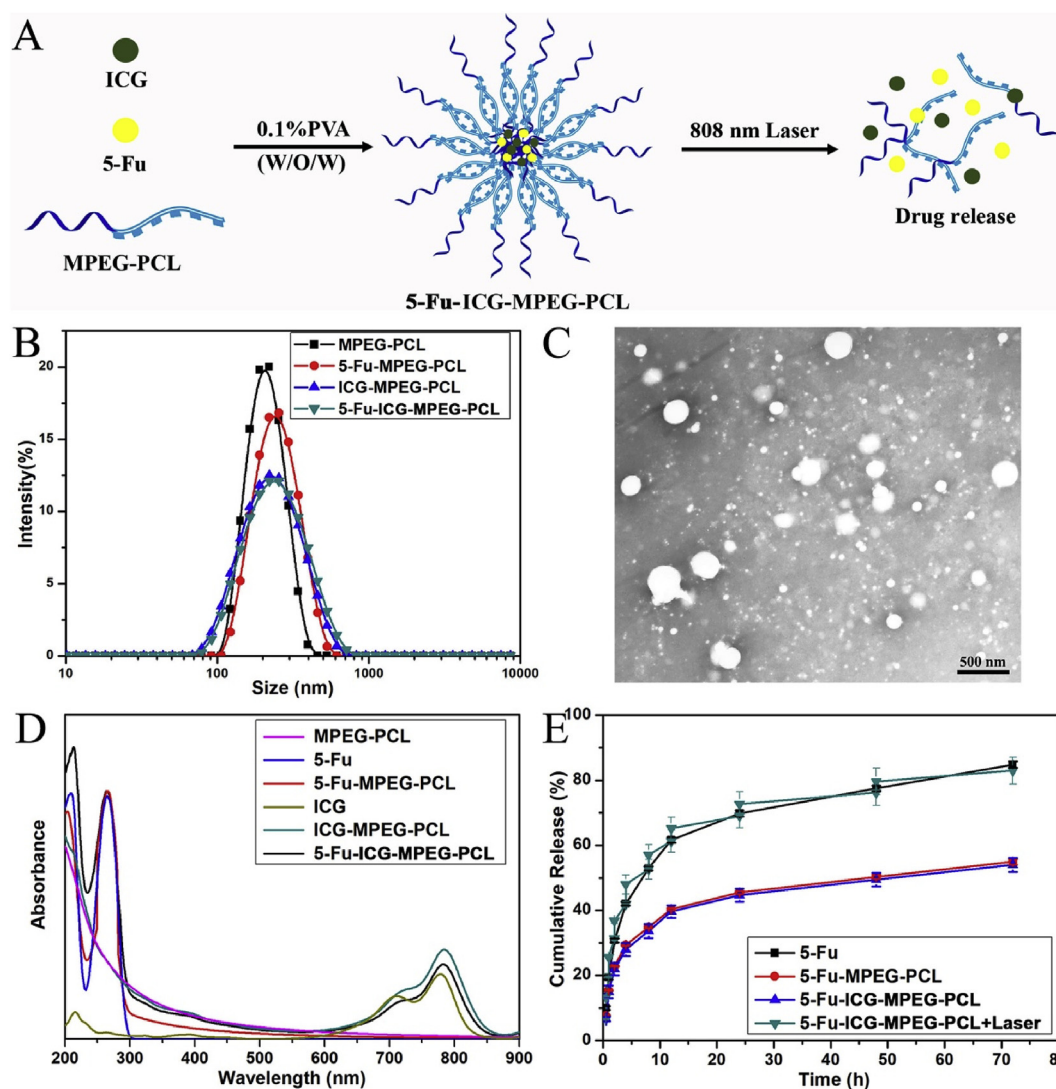 A
ICG
5-Fu
MPEG-PCL
0.1%PVA
(W/O/W)
5-Fu-ICG-MPEG-PCL
808 nm Laser
Drug release
B
Intensity(%)
20
15
10
5
0
MPEG-PCL
5-Fu-MPEG-PCL
ICG-MPEG-PCL
5-Fu-ICG-MPEG-PCL
10 100 1000 10000
Size (nm)
C
500 nm
D
Absorbance
MPEG-PCL
5-Fu
5-Fu-MPEG-PCL
ICG
ICG-MPEG-PCL
5-Fu-ICG-MPEG-PCL
200 300 400 500 600 700 800 900
Wavelength (nm)
E
Cumulative Release (%)
100
80
60
40
20
0
5-Fu
5-Fu-MPEG-PCL
5-Fu-ICG-MPEG-PCL
5-Fu-ICG-MPEG-PCL+Laser
0 10 20 30 40 50 60 70
Time (h)